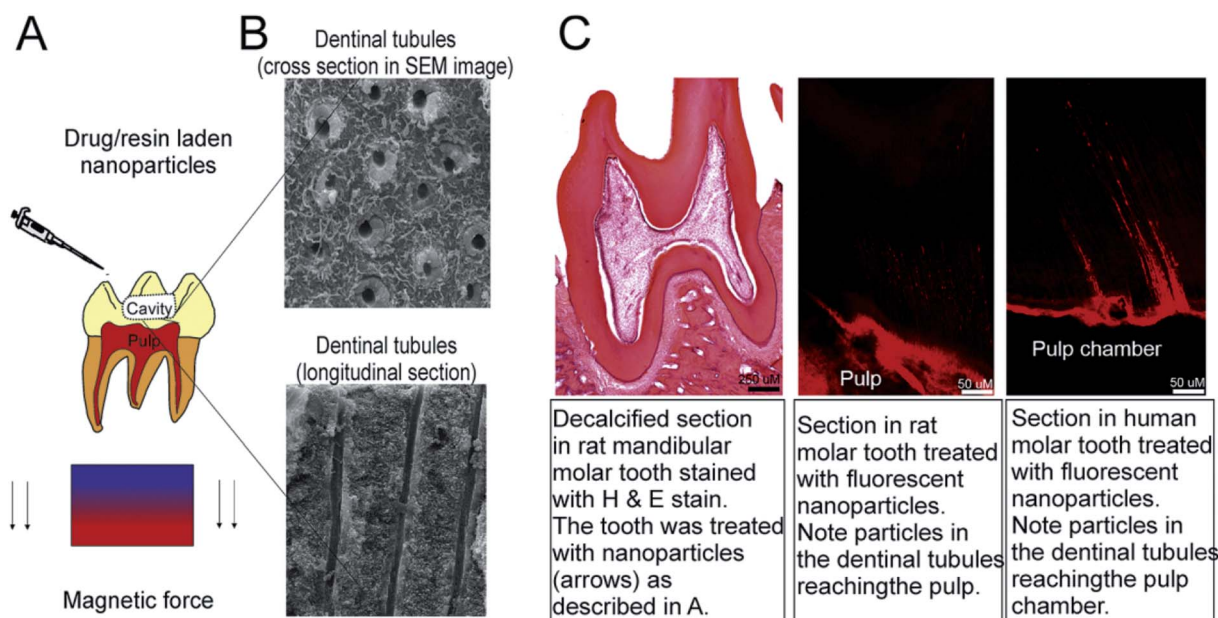 A
Drug/resin laden
nanoparticles
Cavity
Pulp
Magnetic force
B
Dentinal tubules
(cross section in SEM image)
Dentinal tubules
(longitudinal section)
C
250 uM
Decalcified section
in rat mandibular
molar tooth stained
with H & E stain.
The tooth was treated
with nanoparticles
(arrows) as
described in A.
Pulp
50 uM
Section in rat
molar tooth treated
with fluorescent
nanoparticles.
Note particles in
the dentinal tubules
reachingthe pulp.
Pulp chamber
50 uM
Section in human
molar tooth treated
with fluorescent
nanoparticles.
Note particles in
the dentinal tubules
reachingthe pulp
chamber.